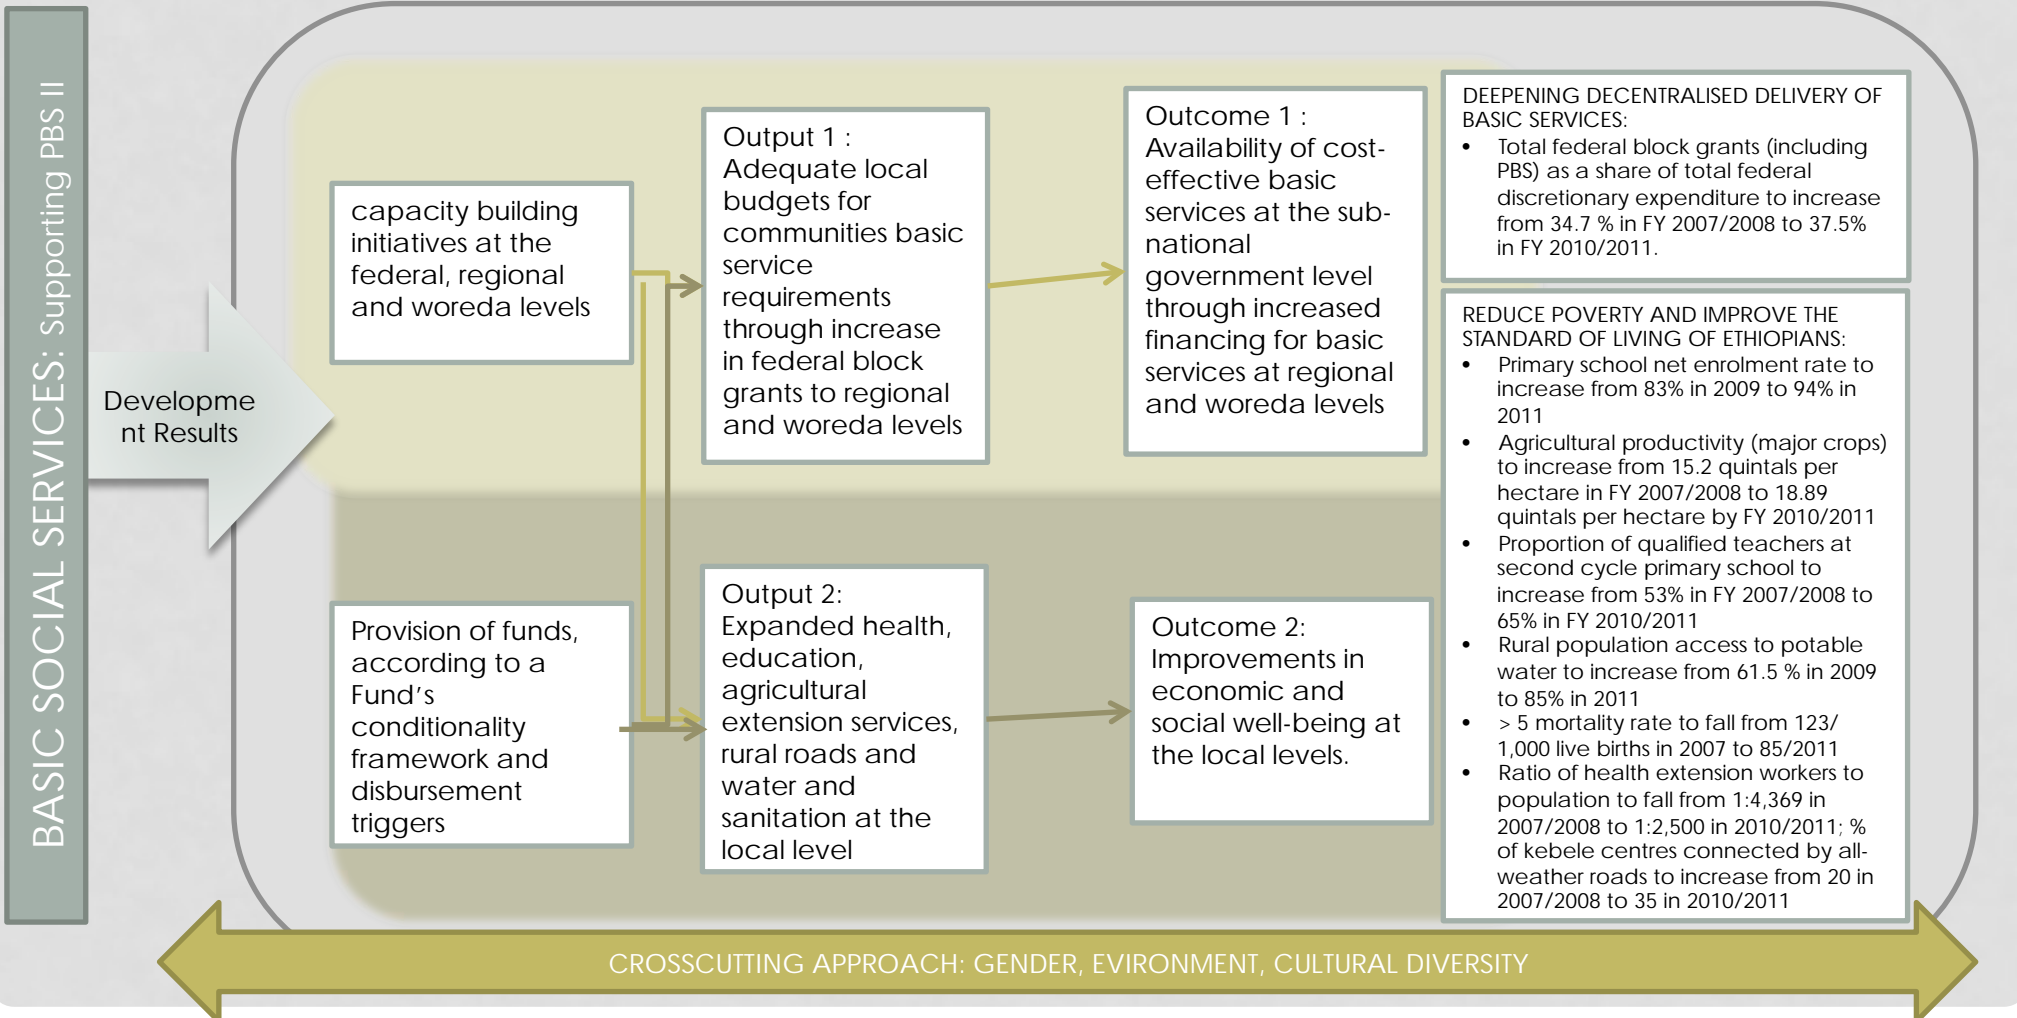 BASIC SOCIAL SERVICES: Supporting PBS II
Developme
nt Results
capacity building
initiatives at the
federal, regional
and woreda levels
Provision of funds,
according to a
Fund's
conditionality
framework and
disbursement
triggers
Output 1 :
Adequate local
budgets for
communities basic
service
requirements
through increase
in federal block
grants to regional
and woreda levels
Output 2:
Expanded health,
education,
agricultural
extension services,
rural roads and
water and
sanitation at the
local level
Outcome 1 :
Availability of cost-
effective basic
services at the sub-
national
government level
through increased
financing for basic
services at regional
and woreda levels
Outcome 2:
Improvements in
economic and
social well-being at
the local levels.
DEEPENING DECENTRALISED DELIVERY OF
BASIC SERVICES:
• Total federal block grants (including
PBS) as a share of total federal
discretionary expenditure to increase
from 34.7 % in FY 2007/2008 to 37.5%
in FY 2010/2011.
REDUCE POVERTY AND IMPROVE THE
STANDARD OF LIVING OF ETHIOPIANS:
• Primary school net enrolment rate to
increase from 83% in 2009 to 94% in
2011
• Agricultural productivity (major crops)
to increase from 15.2 quintals per
hectare in FY 2007/2008 to 18.89
quintals per hectare by FY 2010/2011
• Proportion of qualified teachers at
second cycle primary school to
increase from 53% in FY 2007/2008 to
65% in FY 2010/2011
• Rural population access to potable
water to increase from 61.5 % in 2009
to 85% in 2011
• > 5 mortality rate to fall from 123/
1,000 live births in 2007 to 85/2011
• Ratio of health extension workers to
population to fall from 1:4,369 in
2007/2008 to 1:2,500 in 2010/2011; %
of kebele centres connected by all-
weather roads to increase from 20 in
2007/2008 to 35 in 2010/2011
CROSSCUTTING APPROACH: GENDER, EVIRONMENT, CULTURAL DIVERSITY